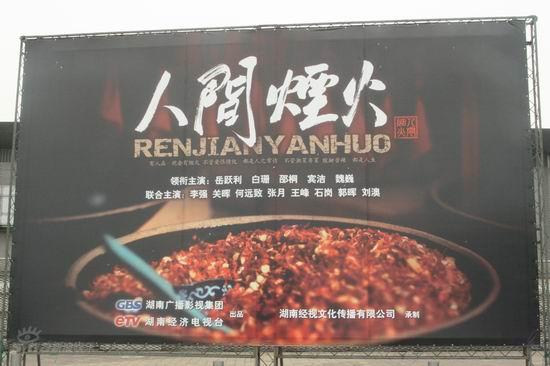 人間煙火
RENJIANYANHUO
领衔主演：岳跃利 白珊 邵桐 宾洁 魏巍
联合主演：李强 关晖 何远致 张月 王峰 石岗 郭晖 刘澳
GBS 湖南广播影视集团
etv 湖南经济电视台
出品
湖南经视文化传播有限公司 承制